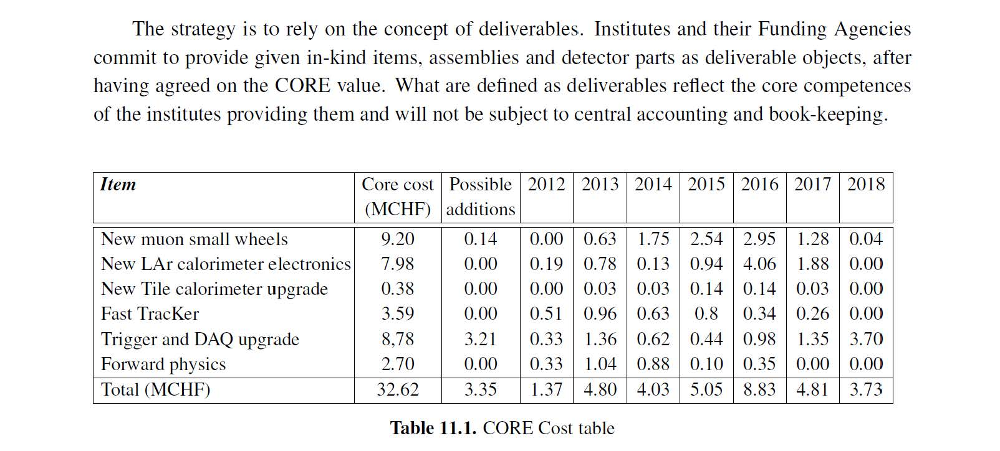 The strategy is to rely on the concept of deliverables. Institutes and their Funding Agencies
commit to provide given in-kind items, assemblies and detector parts as deliverable objects, after
having agreed on the CORE value. What are defined as deliverables reflect the core competences
of the institutes providing them and will not be subject to central accounting and book-keeping.
Item Core cost Possible 2012 2013 2014 2015 2016 2017 2018
(MCHF) additions
New muon small wheels 9.20 0.14 0.00 0.63 1.75 2.54 2.95 1.28 0.04
New LAr calorimeter electronics 7.98 0.00 0.19 0.78 0.13 0.94 4.06 1.88 0.00
New Tile calorimeter upgrade 0.38 0.00 0.00 0.03 0.03 0.14 0.14 0.03 0.00
Fast TracKer 3.59 0.00 0.51 0.96 0.63 0.8 0.34 0.26 0.00
Trigger and DAQ upgrade 8,78 3.21 0.33 1.36 0.62 0.44 0.98 1.35 3.70
Forward physics 2.70 0.00 0.33 1.04 0.88 0.10 0.35 0.00 0.00
Total (MCHF) 32.62 3.35 1.37 4.80 4.03 5.05 8.83 4.81 3.73
Table 11.1. CORE Cost table